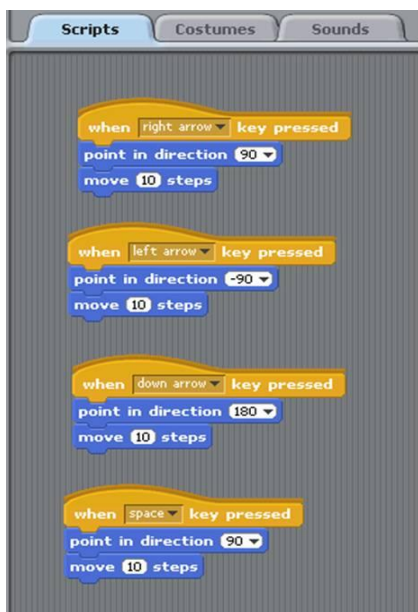 Scripts Costumes Sounds
when right arrow key pressed
point in direction 90
move 10 steps
when left arrow key pressed
point in direction -90
move 10 steps
when down arrow key pressed
point in direction 180
move 10 steps
when space key pressed
point in direction 90
move 10 steps